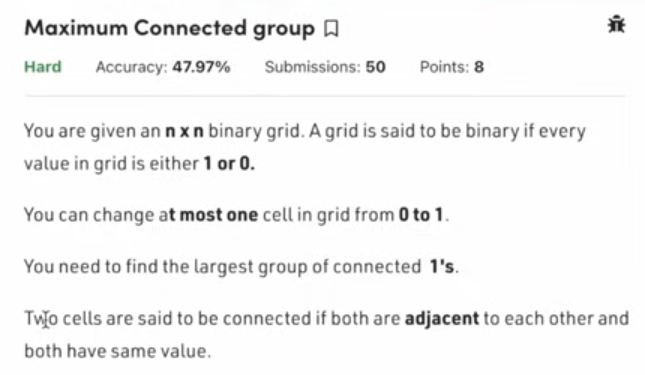 Maximum Connected group
Hard Accuracy: 47.97% Submissions: 50 Points: 8
You are given an n x n binary grid. A grid is said to be binary if every
value in grid is either 1 or 0.
You can change at most one cell in grid from 0 to 1.
You need to find the largest group of connected 1's.
Two cells are said to be connected if both are adjacent to each other and
both have same value.